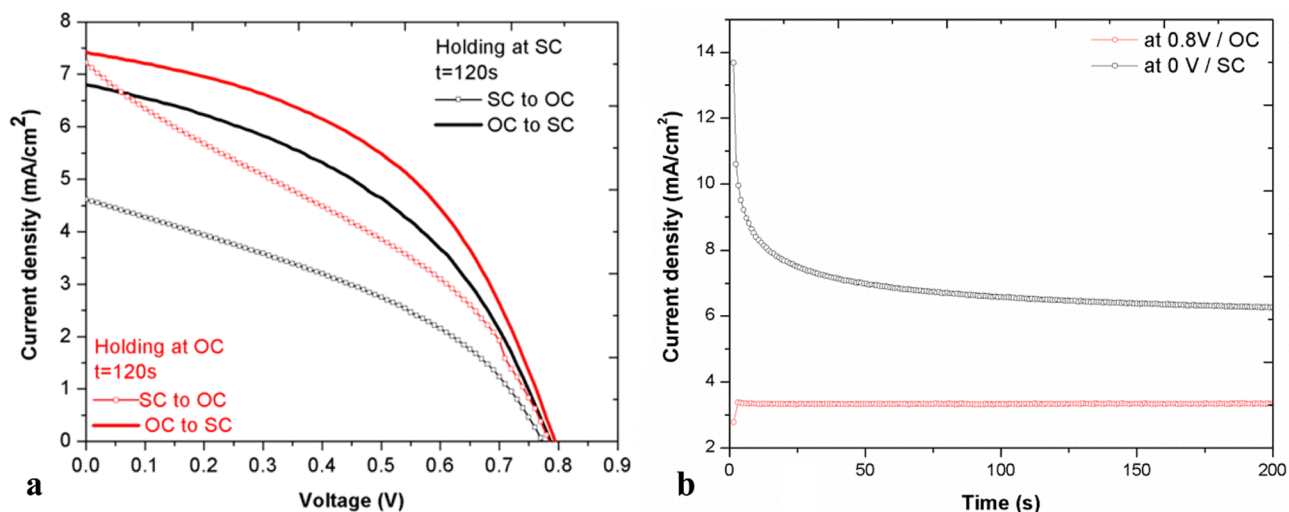 8
7
6
5
4
3
2
1
0
Current density (mA/cm²)
Holding at SC
t=120s
SC to OC
OC to SC
Holding at OC
t=120s
SC to OC
OC to SC
0.0 0.1 0.2 0.3 0.4 0.5 0.6 0.7 0.8 0.9
Voltage (V)
a
14
12
10
8
6
4
2
Current density (mA/cm²)
at 0.8V / OC
at 0 V / SC
0 50 100 150 200
Time (s)
b